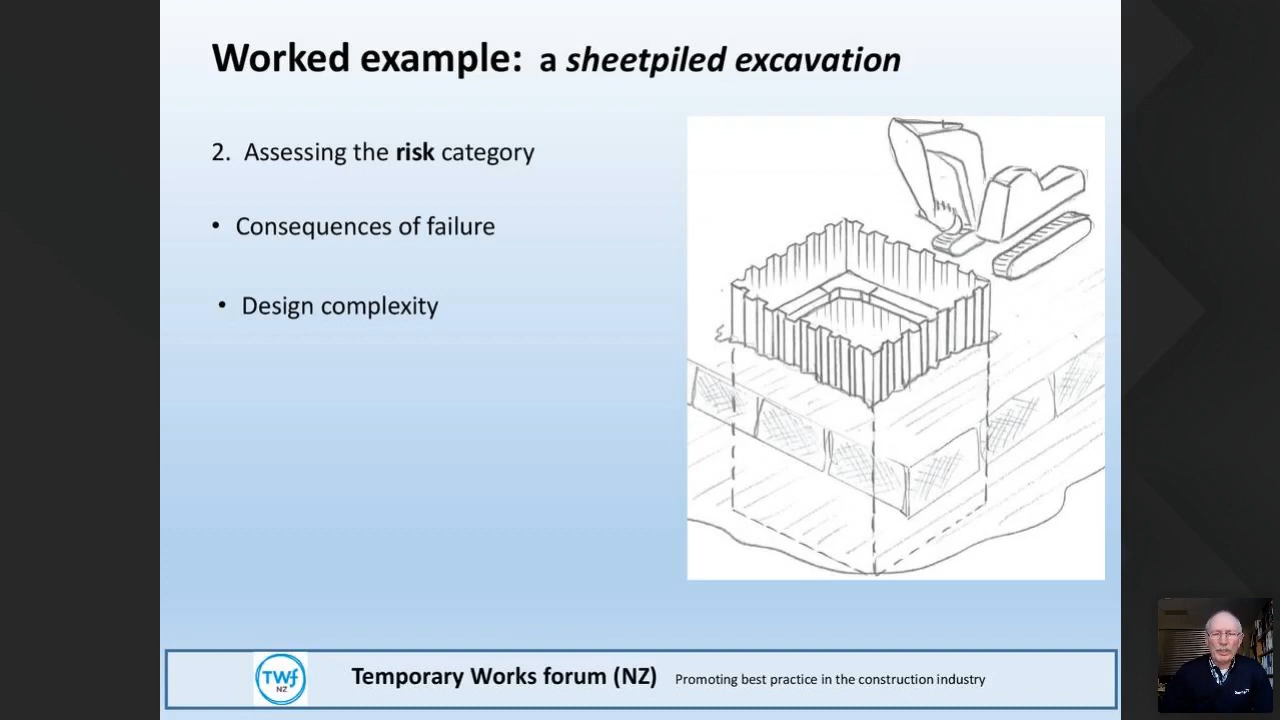 Worked example: a sheetpiled excavation
2. Assessing the risk category
• Consequences of failure
• Design complexity
TWf
NZ
Temporary Works forum (NZ) Promoting best practice in the construction industry